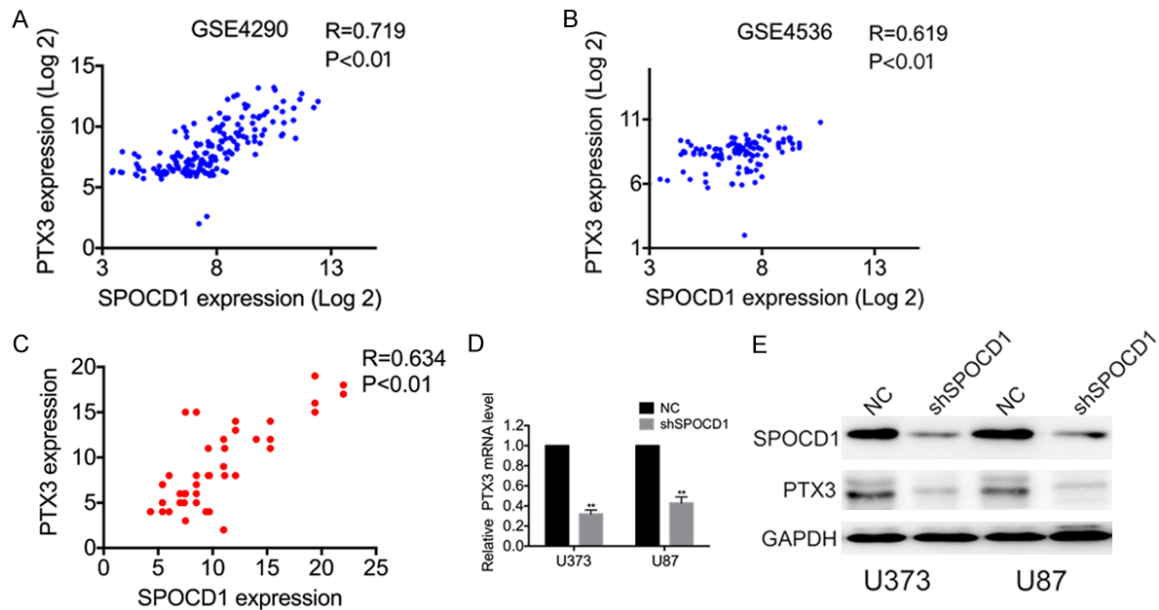 A
GSE4290
R=0.719
P<0.01
PTX3 expression (Log 2)
15
10
5
0
3
8
13
SPOCD1 expression (Log 2)
B
GSE4536
R=0.619
P<0.01
PTX3 expression (Log 2)
11
6
1
3
8
13
SPOCD1 expression (Log 2)
C
R=0.634
P<0.01
PTX3 expression
20
15
10
5
0
0
5
10
15
20
25
SPOCD1 expression
D
NC
shSPOCD1
Relative PTX3 mRNA level
1.2
1.0
0.8
0.6
0.4
0.2
0.0
**
**
U373
U87
E
NC
shSPOCD1
NC
shSPOCD1
SPOCD1
PTX3
GAPDH
U373
U87